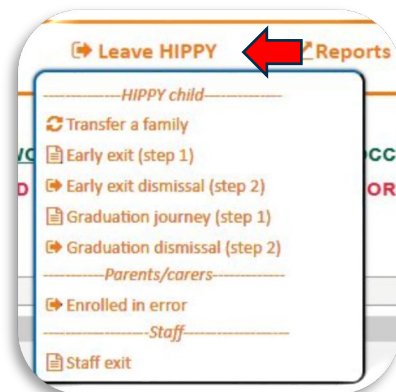 Leave HIPPY Reports
HIPPY child
Transfer a family
Early exit (step 1)
Early exit dismissal (step 2)
Graduation journey (step 1)
Graduation dismissal (step 2)
Parents/carers
Enrolled in error
Staff
Staff exit